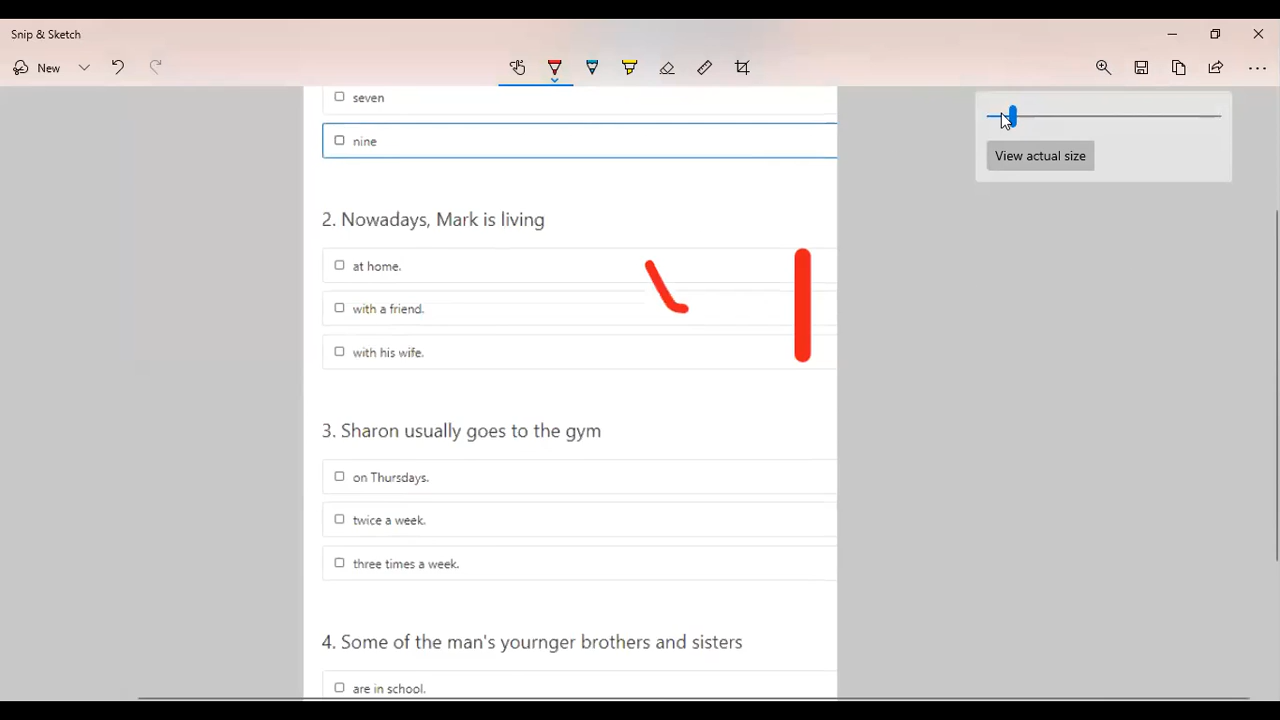 Snip & Sketch
New
seven
nine
View actual size
2. Nowadays, Mark is living
at home.
with a friend.
with his wife.
3. Sharon usually goes to the gym
on Thursdays.
twice a week.
three times a week.
4. Some of the man's yournger brothers and sisters
are in school.